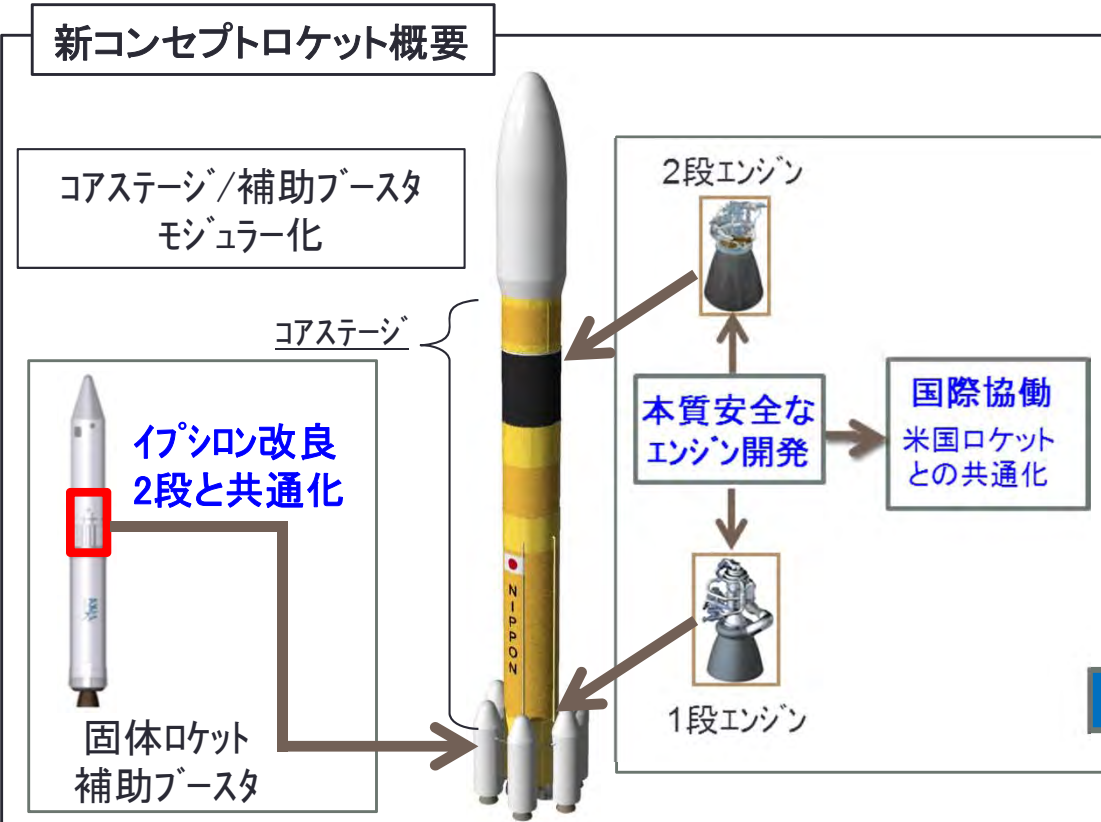 新コンセプトロケット概要
コアステージ/補助ブースタ
モジュラー化
コアステージ
イプシロン改良
2段と共通化
固体ロケット
補助ブースタ
NIPPON
2段エンジン
本質安全な
エンジン開発
国際協働
米国ロケット
との共通化
1段エンジン